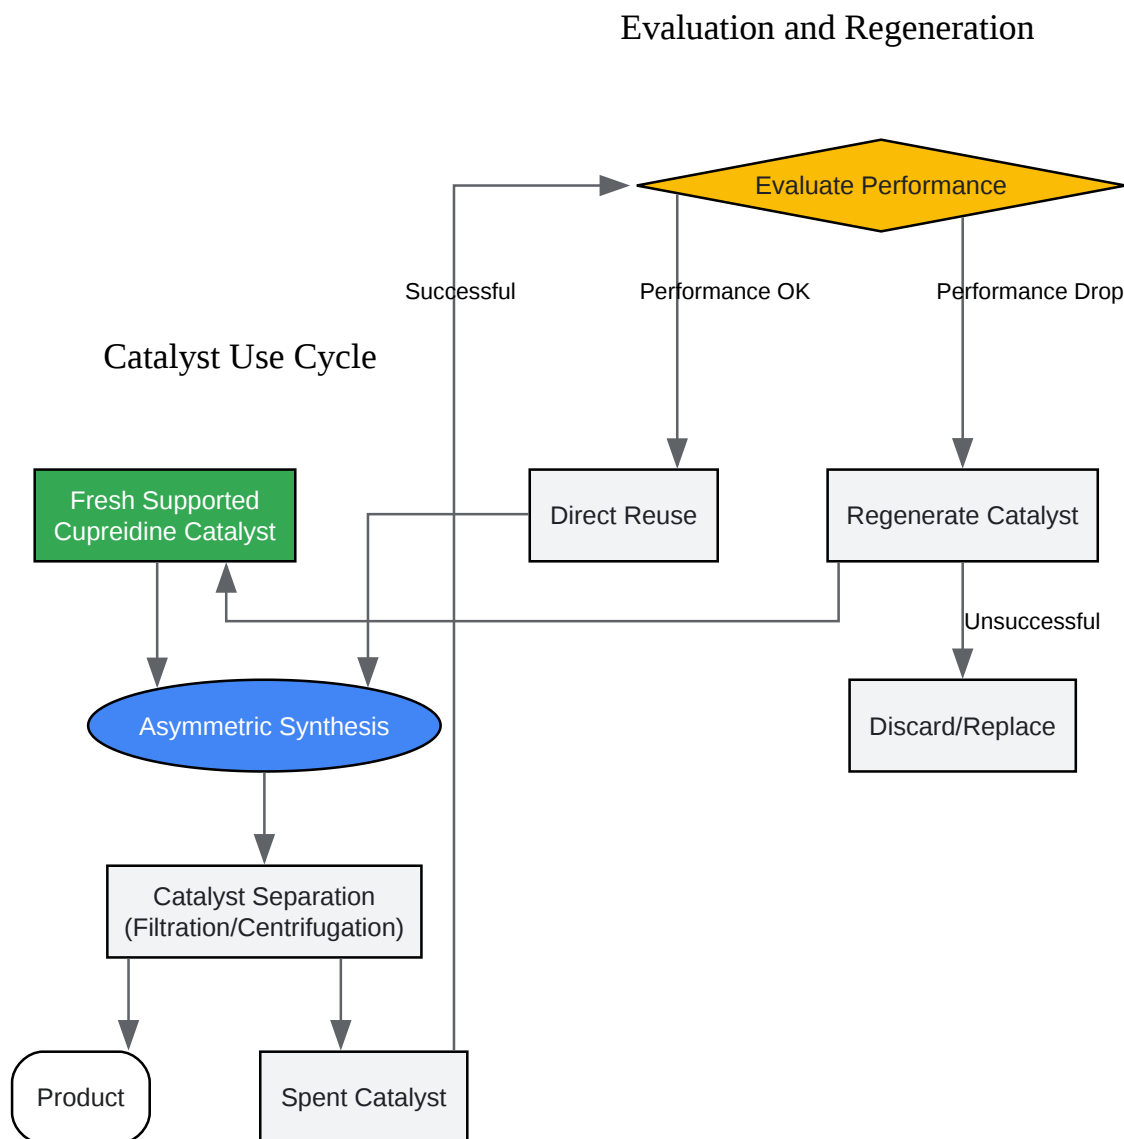 Evaluation and Regeneration
Evaluate Performance
Successful
Performance OK
Performance Drop
Catalyst Use Cycle
Fresh Supported
Cupreidine Catalyst
Direct Reuse
Regenerate Catalyst
Unsuccessful
Asymmetric Synthesis
Discard/Replace
Catalyst Separation
(Filtration/Centrifugation)
Product
Spent Catalyst